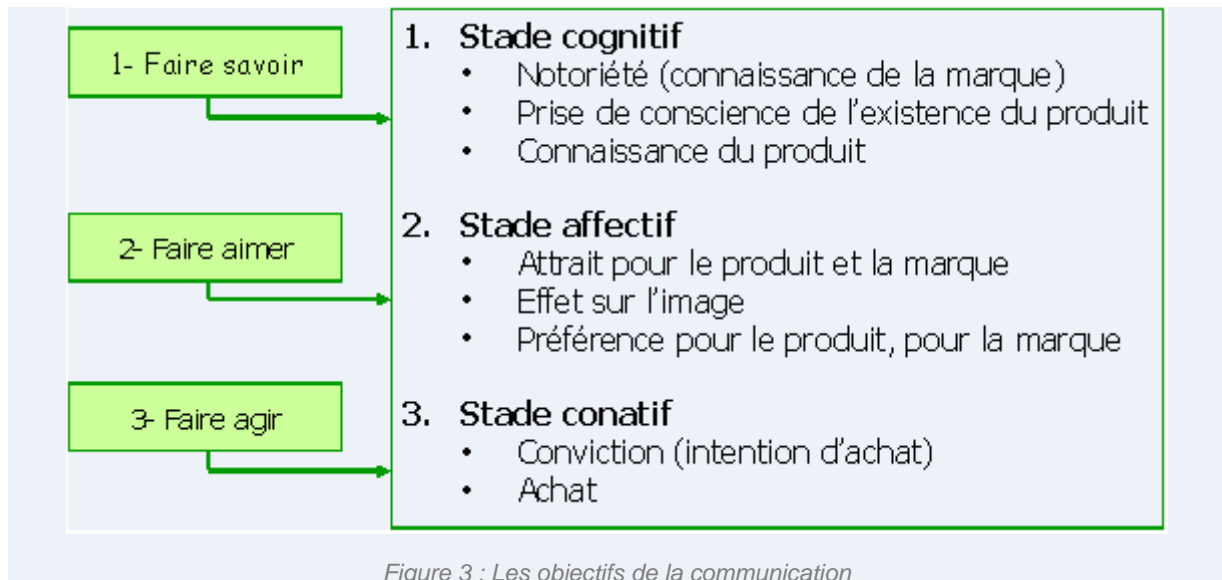 1- Faire savoir
1. Stade cognitif
• Notoriété (connaissance de la marque)
• Prise de conscience de l'existence du produit
• Connaissance du produit
2- Faire aimer
2. Stade affectif
• Attrait pour le produit et la marque
• Effet sur l'image
• Préférence pour le produit, pour la marque
3- Faire agir
3. Stade conatif
• Conviction (intention d'achat)
• Achat
Figure 3 : Les objectifs de la communication